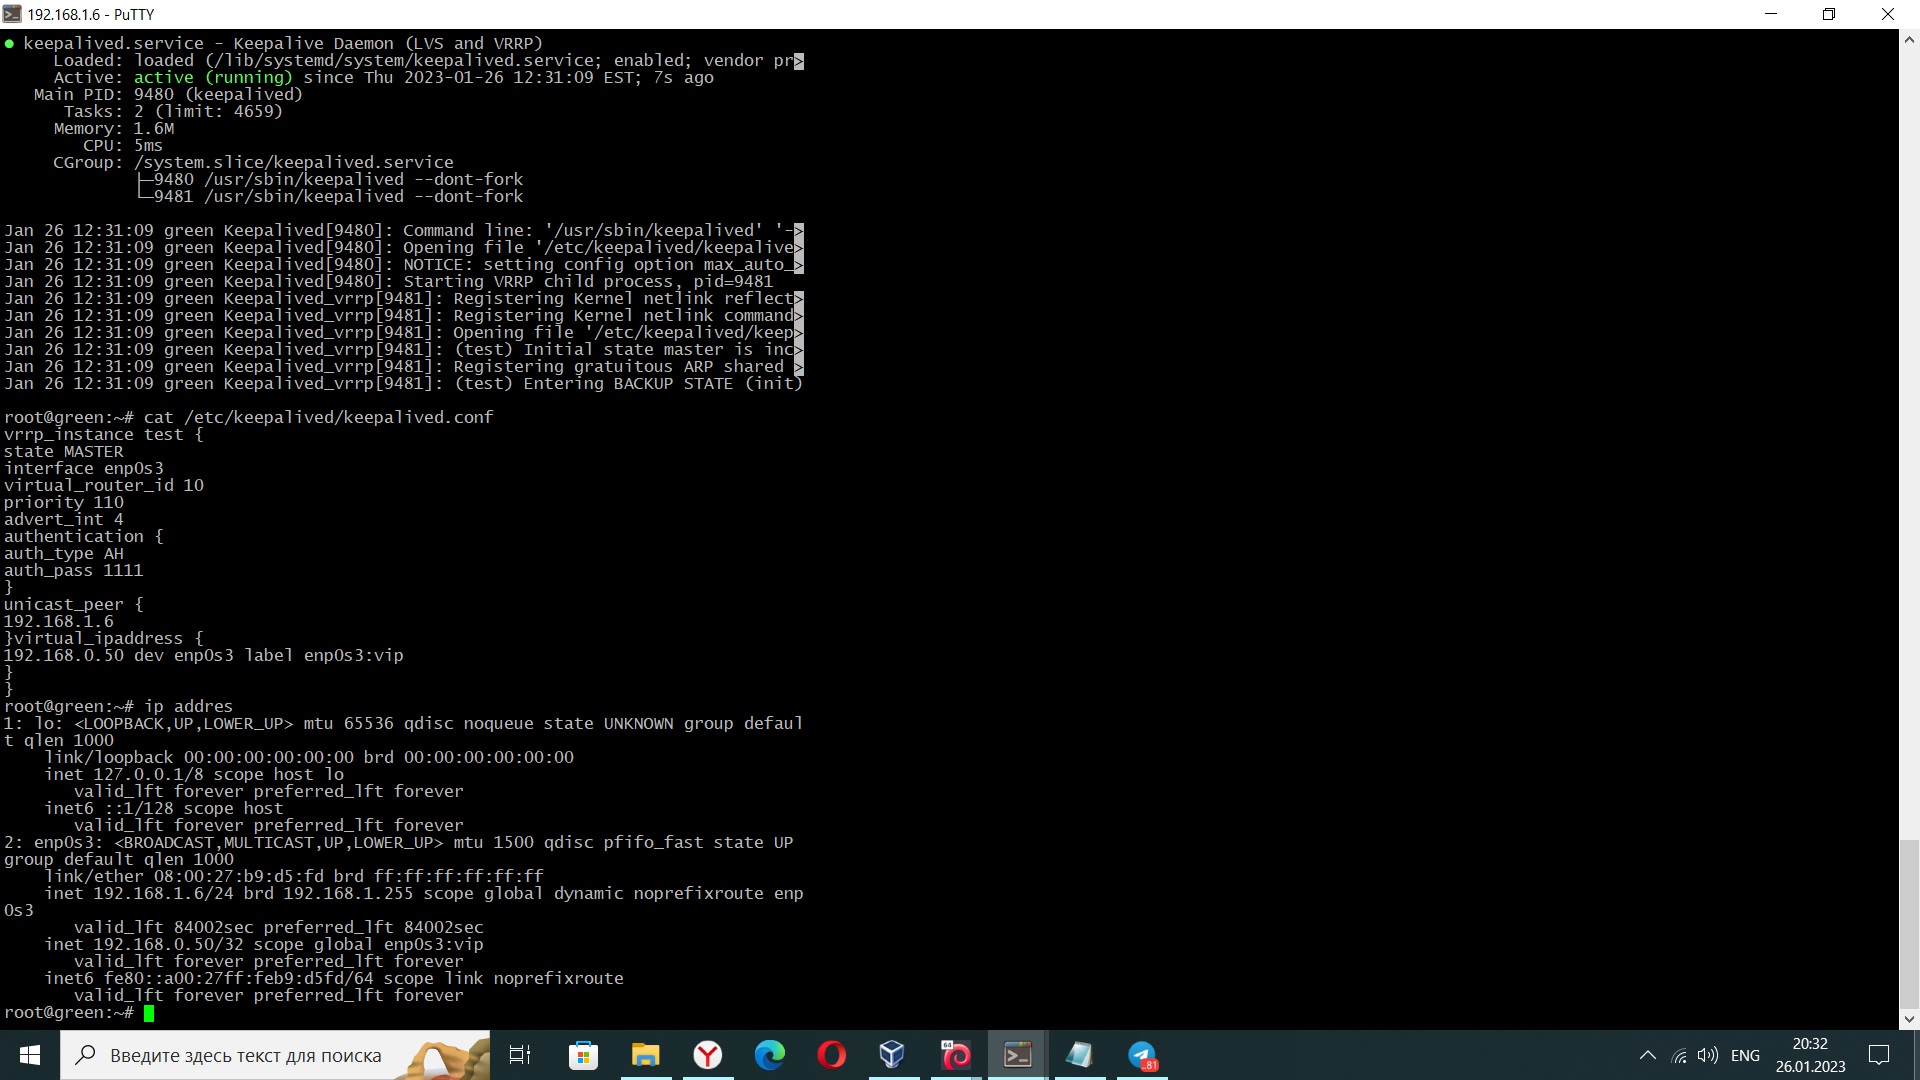 192.168.1.6 - PuTTY
● keepalived.service - Keepalive Daemon (LVS and VRRP)
     Loaded: loaded (/lib/systemd/system/keepalived.service; enabled; vendor pr>
     Active: active (running) since Thu 2023-01-26 12:31:09 EST; 7s ago
   Main PID: 9480 (keepalived)
      Tasks: 2 (limit: 4659)
     Memory: 1.6M
        CPU: 5ms
     CGroup: /system.slice/keepalived.service
             ├─9480 /usr/sbin/keepalived --dont-fork
             └─9481 /usr/sbin/keepalived --dont-fork
Jan 26 12:31:09 green Keepalived[9480]: Command line: '/usr/sbin/keepalived' '->
Jan 26 12:31:09 green Keepalived[9480]: Opening file '/etc/keepalived/keepalive>
Jan 26 12:31:09 green Keepalived[9480]: NOTICE: setting config option max_auto_>
Jan 26 12:31:09 green Keepalived[9480]: Starting VRRP child process, pid=9481
Jan 26 12:31:09 green Keepalived_vrrp[9481]: Registering Kernel netlink reflect>
Jan 26 12:31:09 green Keepalived_vrrp[9481]: Registering Kernel netlink command>
Jan 26 12:31:09 green Keepalived_vrrp[9481]: Opening file '/etc/keepalived/keep>
Jan 26 12:31:09 green Keepalived_vrrp[9481]: (test) Initial state master is inc>
Jan 26 12:31:09 green Keepalived_vrrp[9481]: Registering gratuitous ARP shared >
Jan 26 12:31:09 green Keepalived_vrrp[9481]: (test) Entering BACKUP STATE (init)
root@green:~# cat /etc/keepalived/keepalived.conf
vrrp_instance test {
state MASTER
interface enp0s3
virtual_router_id 10
priority 110
advert_int 4
authentication {
auth_type AH
auth_pass 1111
}
unicast_peer {
192.168.1.6
}virtual_ipaddress {
192.168.0.50 dev enp0s3 label enp0s3:vip
}
}
root@green:~# ip addres
1: lo: <LOOPBACK,UP,LOWER_UP> mtu 65536 qdisc noqueue state UNKNOWN group defaul
t qlen 1000
    link/loopback 00:00:00:00:00:00 brd 00:00:00:00:00:00
    inet 127.0.0.1/8 scope host lo
       valid_lft forever preferred_lft forever
    inet6 ::1/128 scope host
       valid_lft forever preferred_lft forever
2: enp0s3: <BROADCAST,MULTICAST,UP,LOWER_UP> mtu 1500 qdisc pfifo_fast state UP
group default qlen 1000
    link/ether 08:00:27:b9:d5:fd brd ff:ff:ff:ff:ff:ff
    inet 192.168.1.6/24 brd 192.168.1.255 scope global dynamic noprefixroute enp
0s3
       valid_lft 84002sec preferred_lft 84002sec
    inet 192.168.0.50/32 scope global enp0s3:vip
       valid_lft forever preferred_lft forever
    inet6 fe80::a00:27ff:feb9:d5fd/64 scope link noprefixroute
       valid_lft forever preferred_lft forever
root@green:~#
Введите здесь текст для поиска
64
..81
ENG
20:32
26.01.2023